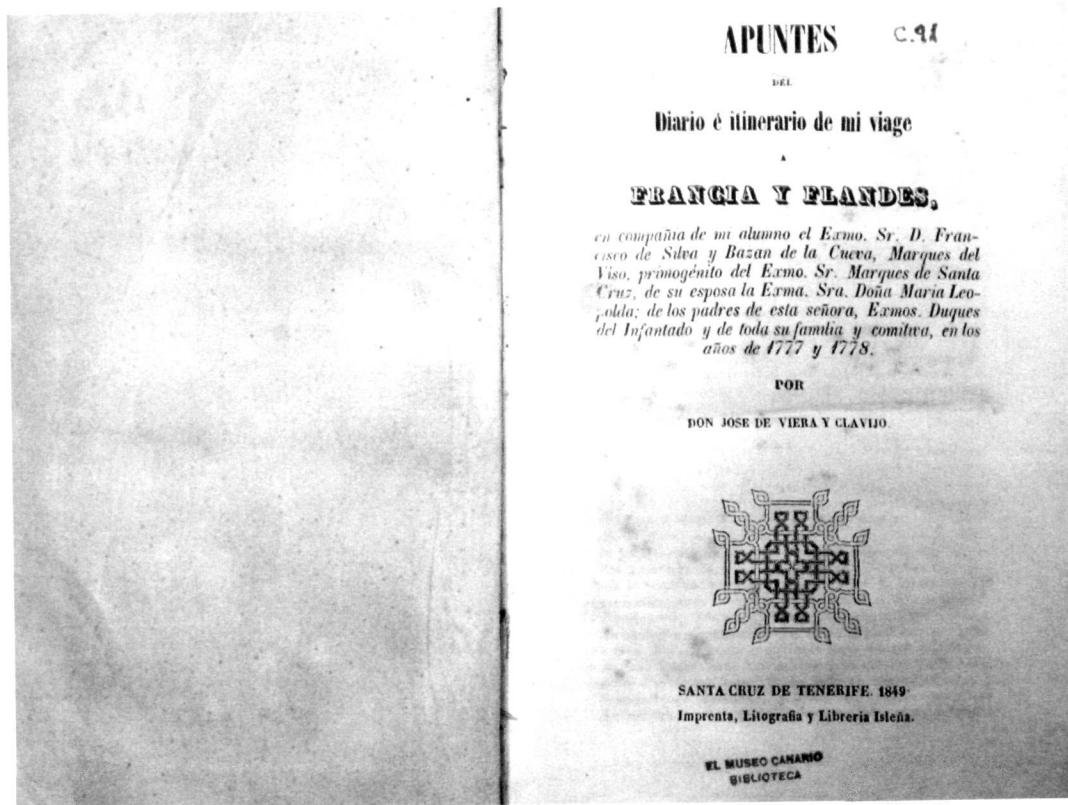 APUNTES
C.91
DEL
Diario é itinerario de mi viage
A
FRANCIA Y FLANDES,
en compañia de mi alumno el Exmo. Sr. D. Fran-
cisco de Silva y Bazan de la Cueva, Marques del
Viso, primogénito del Exmo. Sr. Marques de Santa
Cruz, de su esposa la Exma. Sra. Doña Maria Leo-
polda; de los padres de esta señora, Exmos. Duques
del Infantado y de toda su familia y comitiva, en los
años de 1777 y 1778.
POR
DON JOSE DE VIERA Y CLAVIJO.
SANTA CRUZ DE TENERIFE. 1849
Imprenta, Litografia y Libreria Isleña.
EL MUSEO CANARIO
BIBLIOTECA